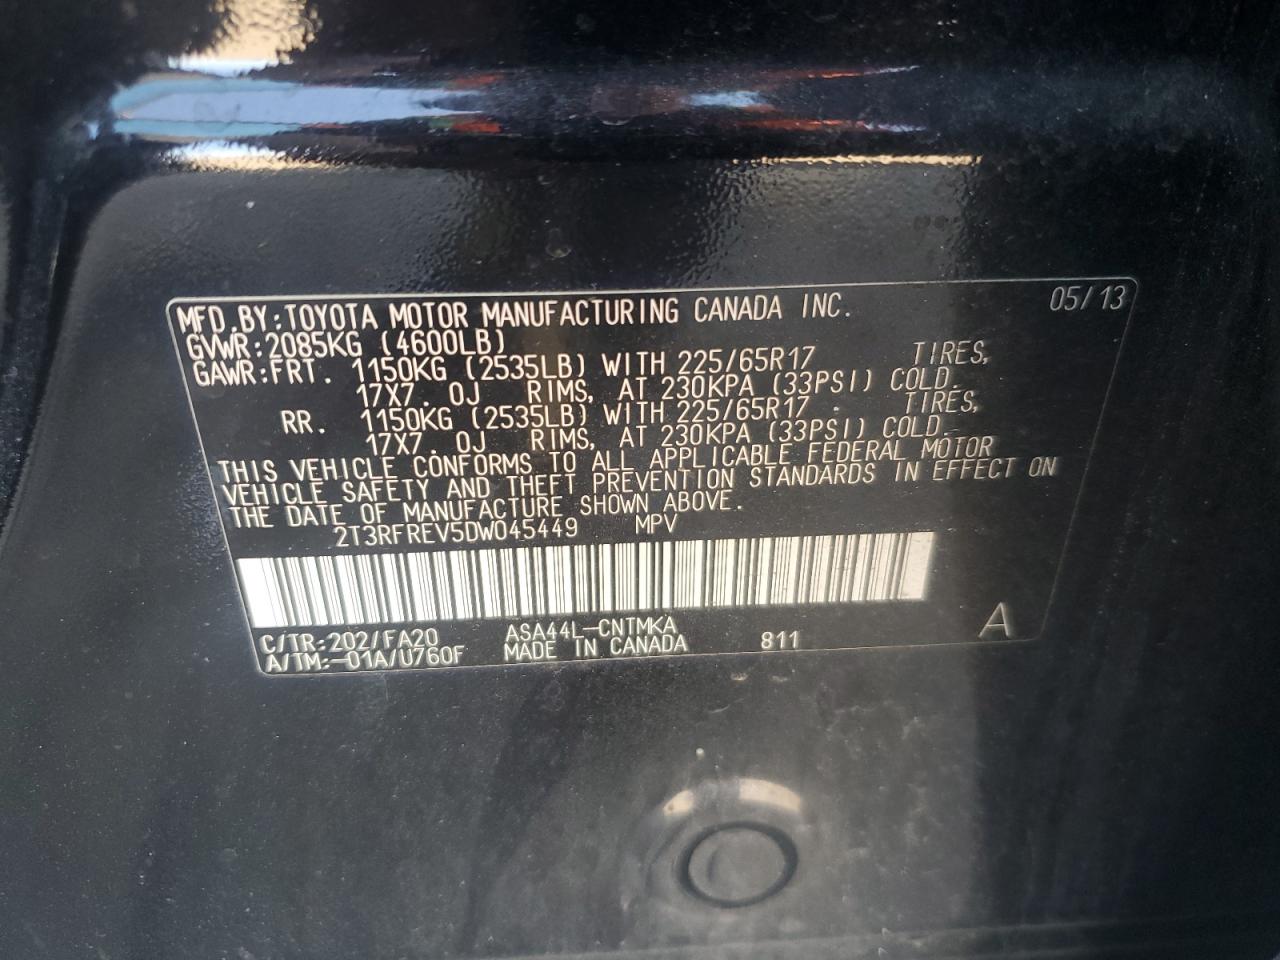 MFD.BY:TOYOTA MOTOR MANUFACTURING CANADA INC. 05/13
GVWR:2085KG (4600LB)
GAWR:FRT. 1150KG (2535LB) WITH 225/65R17 TIRES,
17X7.0J RIMS, AT 230KPA (33PSI) COLD.
RR. 1150KG (2535LB) WITH 225/65R17 TIRES,
17X7.0J RIMS, AT 230KPA (33PSI) COLD.
THIS VEHICLE CONFORMS TO ALL APPLICABLE FEDERAL MOTOR
VEHICLE SAFETY AND THEFT PREVENTION STANDARDS IN EFFECT ON
THE DATE OF MANUFACTURE SHOWN ABOVE.
2T3RFREV5DW045449 MPV
C/TR:202/FA20 ASA44L-CNTMKA 811 A
A/TM:-01A/U760F MADE IN CANADA